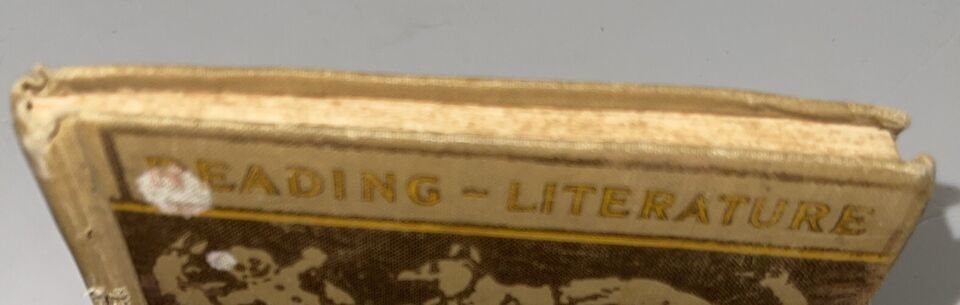 READING - LITERATURE